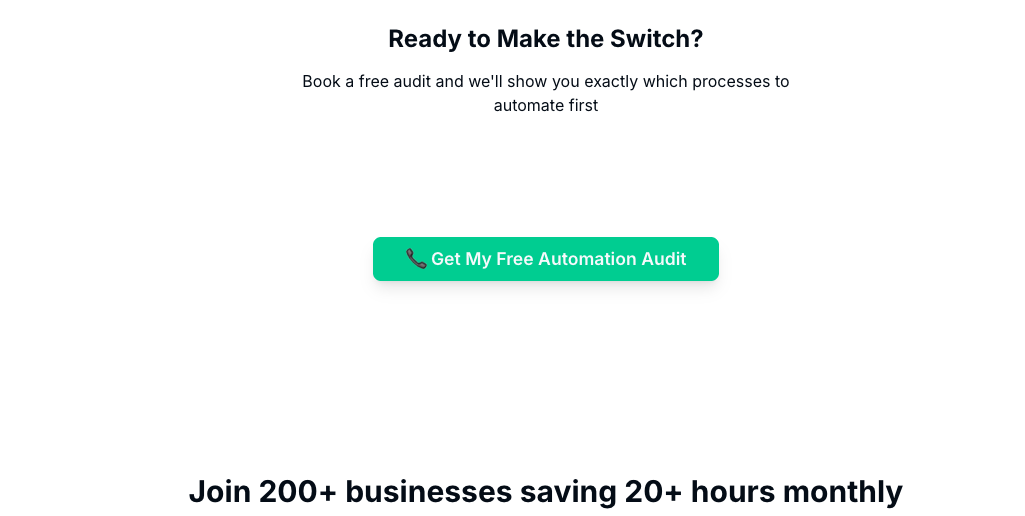 Ready to Make the Switch?
Book a free audit and we'll show you exactly which processes to
automate first
📞 Get My Free Automation Audit
Join 200+ businesses saving 20+ hours monthly